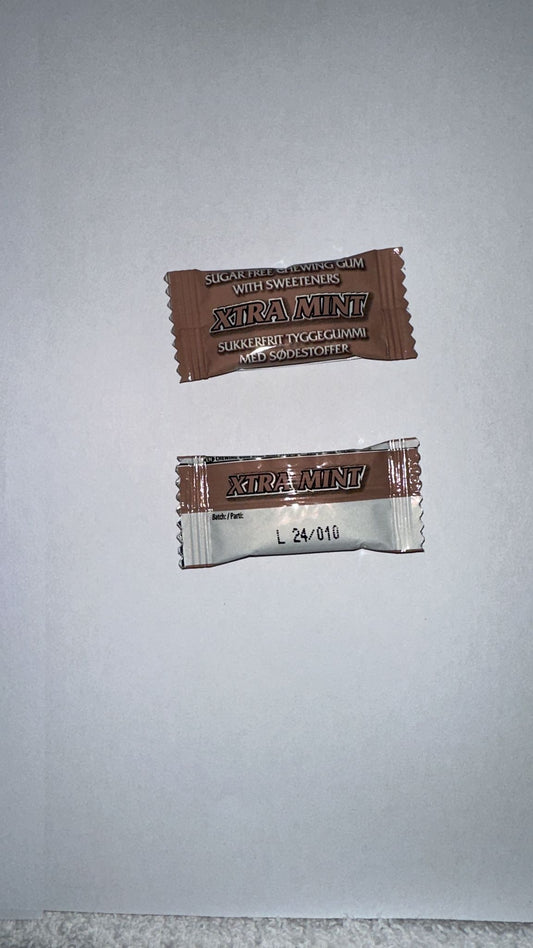 SUGAR FREE CHEWING GUM
WITH SWEETENERS
XTRA MINT
SUKKERFRIT TYGGEGUMMI
MED SØDESTOFFER
XTRA MINT
Batch: / Parti:
L 24/010